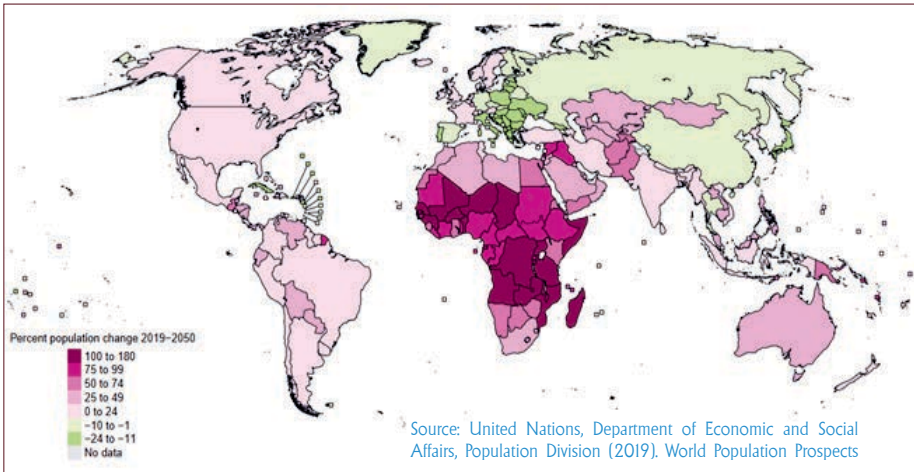 Percent population change 2019–2050
100 to 180
75 to 99
50 to 74
25 to 49
0 to 24
−10 to −1
−24 to −11
No data
Source: United Nations, Department of Economic and Social
Affairs, Population Division (2019). World Population Prospects